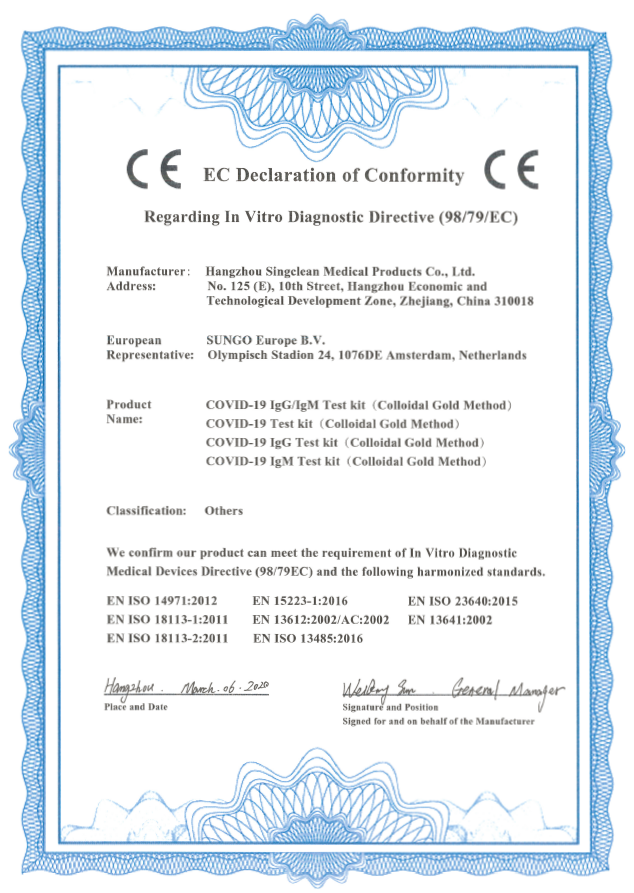 CE EC Declaration of Conformity CE
Regarding In Vitro Diagnostic Directive (98/79/EC)
Manufacturer: Hangzhou Singclean Medical Products Co., Ltd.
Address: No. 125 (E), 10th Street, Hangzhou Economic and
Technological Development Zone, Zhejiang, China 310018
European SUNGO Europe B.V.
Representative: Olympisch Stadion 24, 1076DE Amsterdam, Netherlands
Product COVID-19 IgG/IgM Test kit（Colloidal Gold Method）
Name: COVID-19 Test kit（Colloidal Gold Method）
COVID-19 IgG Test kit（Colloidal Gold Method）
COVID-19 IgM Test kit（Colloidal Gold Method）
Classification: Others
We confirm our product can meet the requirement of In Vitro Diagnostic
Medical Devices Directive (98/79EC) and the following harmonized standards.
EN ISO 14971:2012 EN 15223-1:2016 EN ISO 23640:2015
EN ISO 18113-1:2011 EN 13612:2002/AC:2002 EN 13641:2002
EN ISO 18113-2:2011 EN ISO 13485:2016
Hangzhou. March. 06. 2020 General Manager
Place and Date Signature and Position
Signed for and on behalf of the Manufacturer